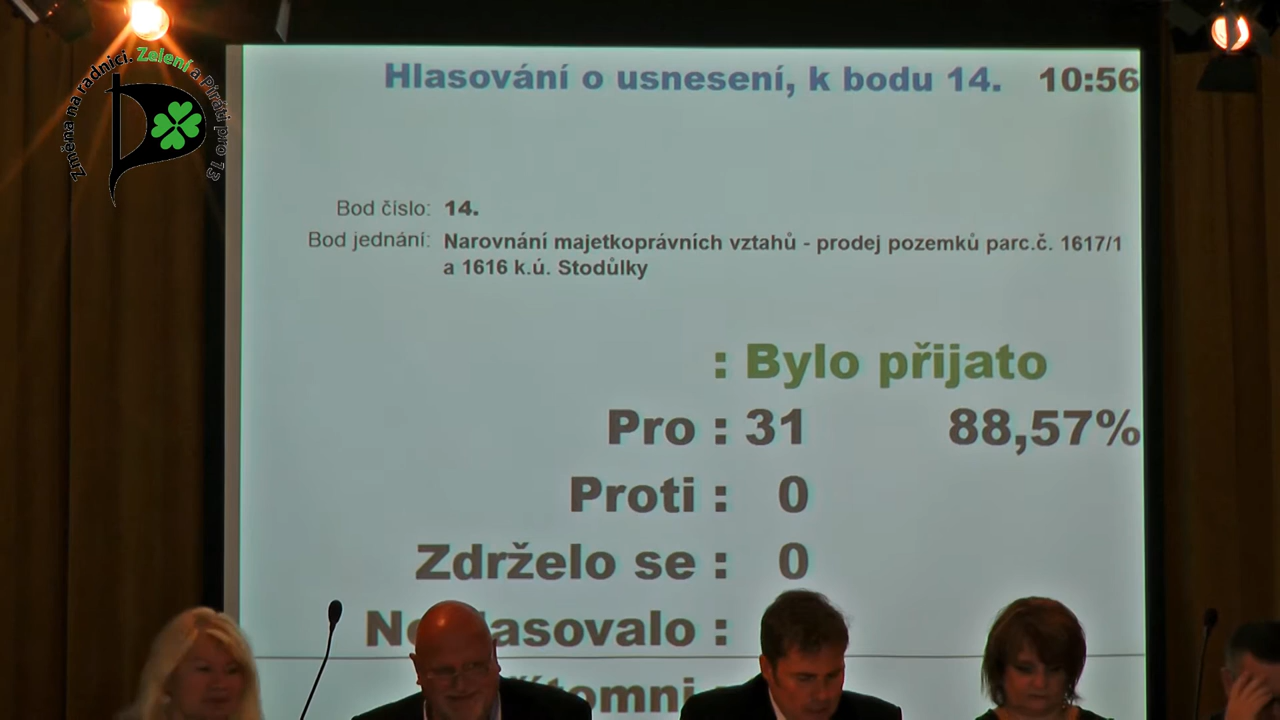 Změna na radnici. Zelení a Piráti pro 13
Hlasování o usnesení, k bodu 14. 10:56
Bod číslo: 14.
Bod jednání: Narovnání majetkoprávních vztahů - prodej pozemků parc.č. 1617/1
a 1616 k.ú. Stodůlky
: Bylo přijato
Pro : 31 88,57%
Proti : 0
Zdrželo se : 0
Nehlasovalo :